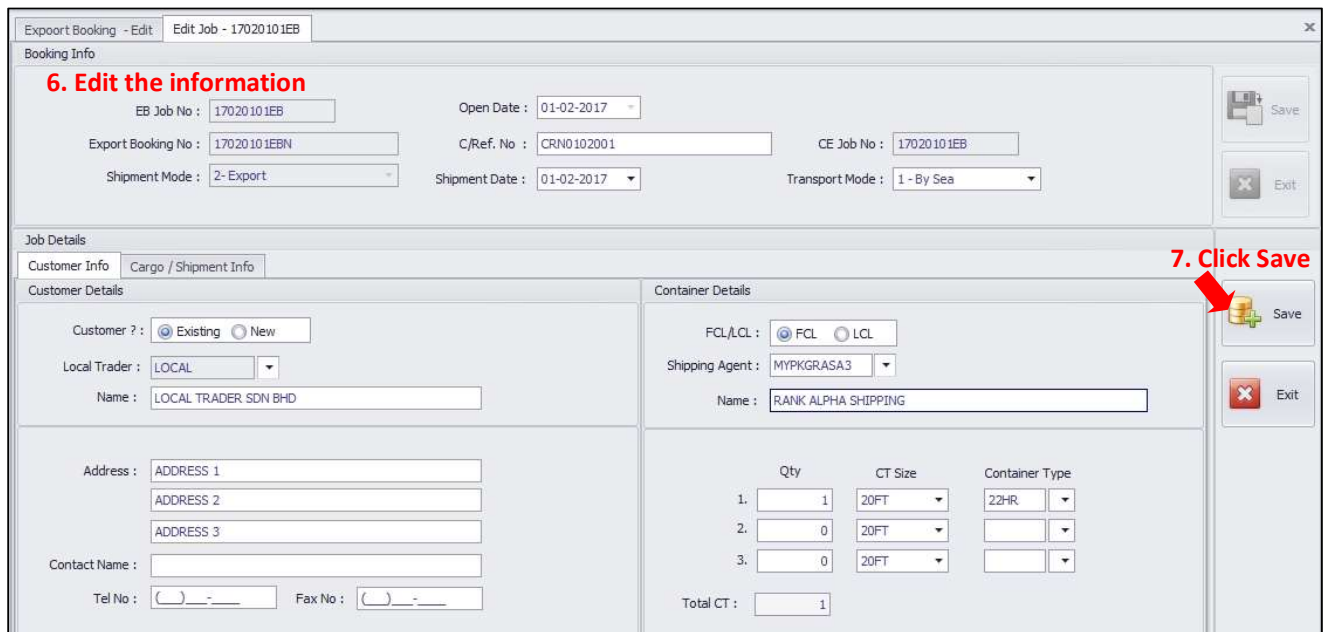 Expoort Booking - Edit Edit Job - 17020101EB
Booking Info
6. Edit the information
EB Job No : 17020101EB Open Date : 01-02-2017 Save
Export Booking No : 17020101EBN C/Ref. No : CRN0102001 CE Job No : 17020101EB
Shipment Mode : 2- Export Shipment Date : 01-02-2017 Transport Mode : 1 - By Sea Exit
Job Details
Customer Info Cargo / Shipment Info 7. Click Save
Customer Details Container Details
Customer ? : Existing New FCL/LCL : FCL LCL Save
Local Trader : LOCAL Shipping Agent : MYPKGRASA3
Name : LOCAL TRADER SDN BHD Name : RANK ALPHA SHIPPING Exit
Address : ADDRESS 1 Qty CT Size Container Type
ADDRESS 2 1. 1 20FT 22HR
ADDRESS 3 2. 0 20FT
Contact Name : 3. 0 20FT
Tel No : (__)___-____ Fax No : (__)___-____ Total CT : 1